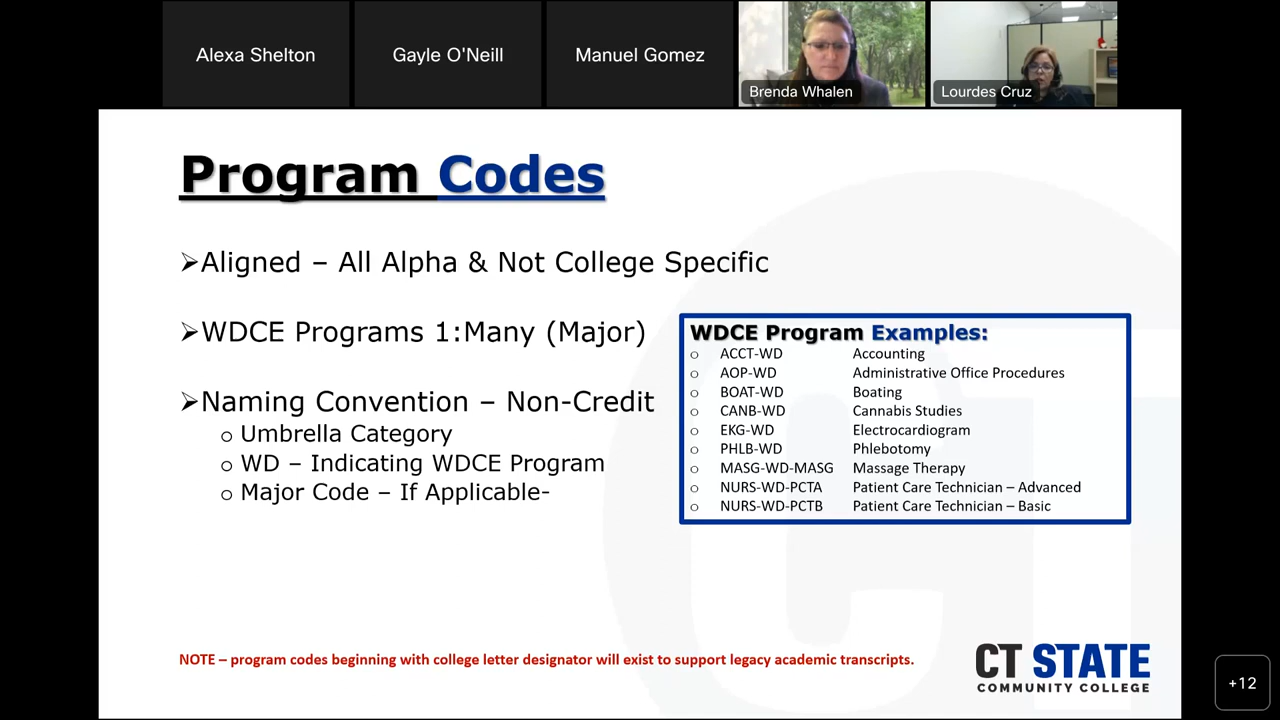 Alexa Shelton
Gayle O'Neill
Manuel Gomez
Brenda Whalen
Lourdes Cruz
Program Codes
➢Aligned – All Alpha & Not College Specific
➢WDCE Programs 1:Many (Major)
➢Naming Convention – Non-Credit
o Umbrella Category
o WD – Indicating WDCE Program
o Major Code – If Applicable-
WDCE Program Examples:
o ACCT-WD Accounting
o AOP-WD Administrative Office Procedures
o BOAT-WD Boating
o CANB-WD Cannabis Studies
o EKG-WD Electrocardiogram
o PHLB-WD Phlebotomy
o MASG-WD-MASG Massage Therapy
o NURS-WD-PCTA Patient Care Technician – Advanced
o NURS-WD-PCTB Patient Care Technician – Basic
NOTE – program codes beginning with college letter designator will exist to support legacy academic transcripts.
CT STATE
COMMUNITY COLLEGE
+12